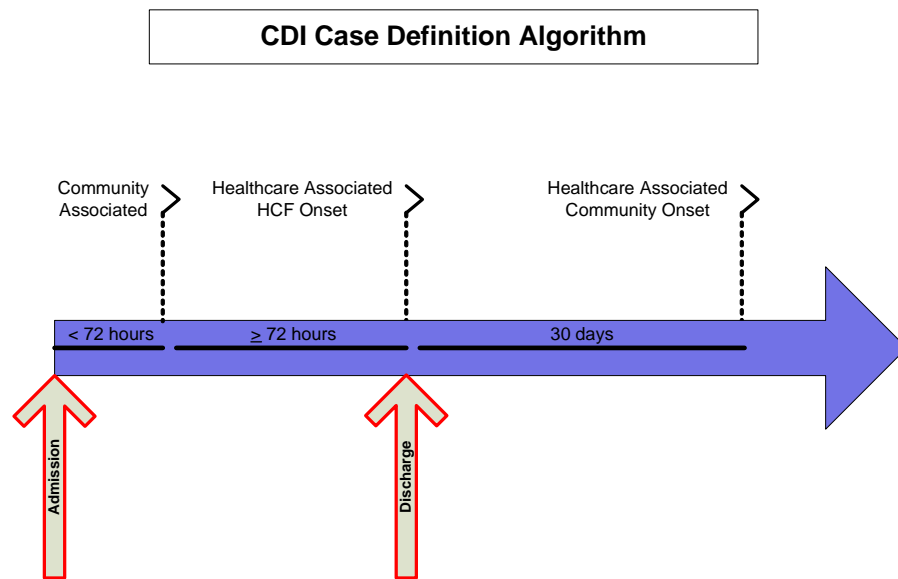 CDI Case Definition Algorithm
Community
Associated
Healthcare Associated
HCF Onset
Healthcare Associated
Community Onset
< 72 hours
≥ 72 hours
30 days
Admission
Discharge